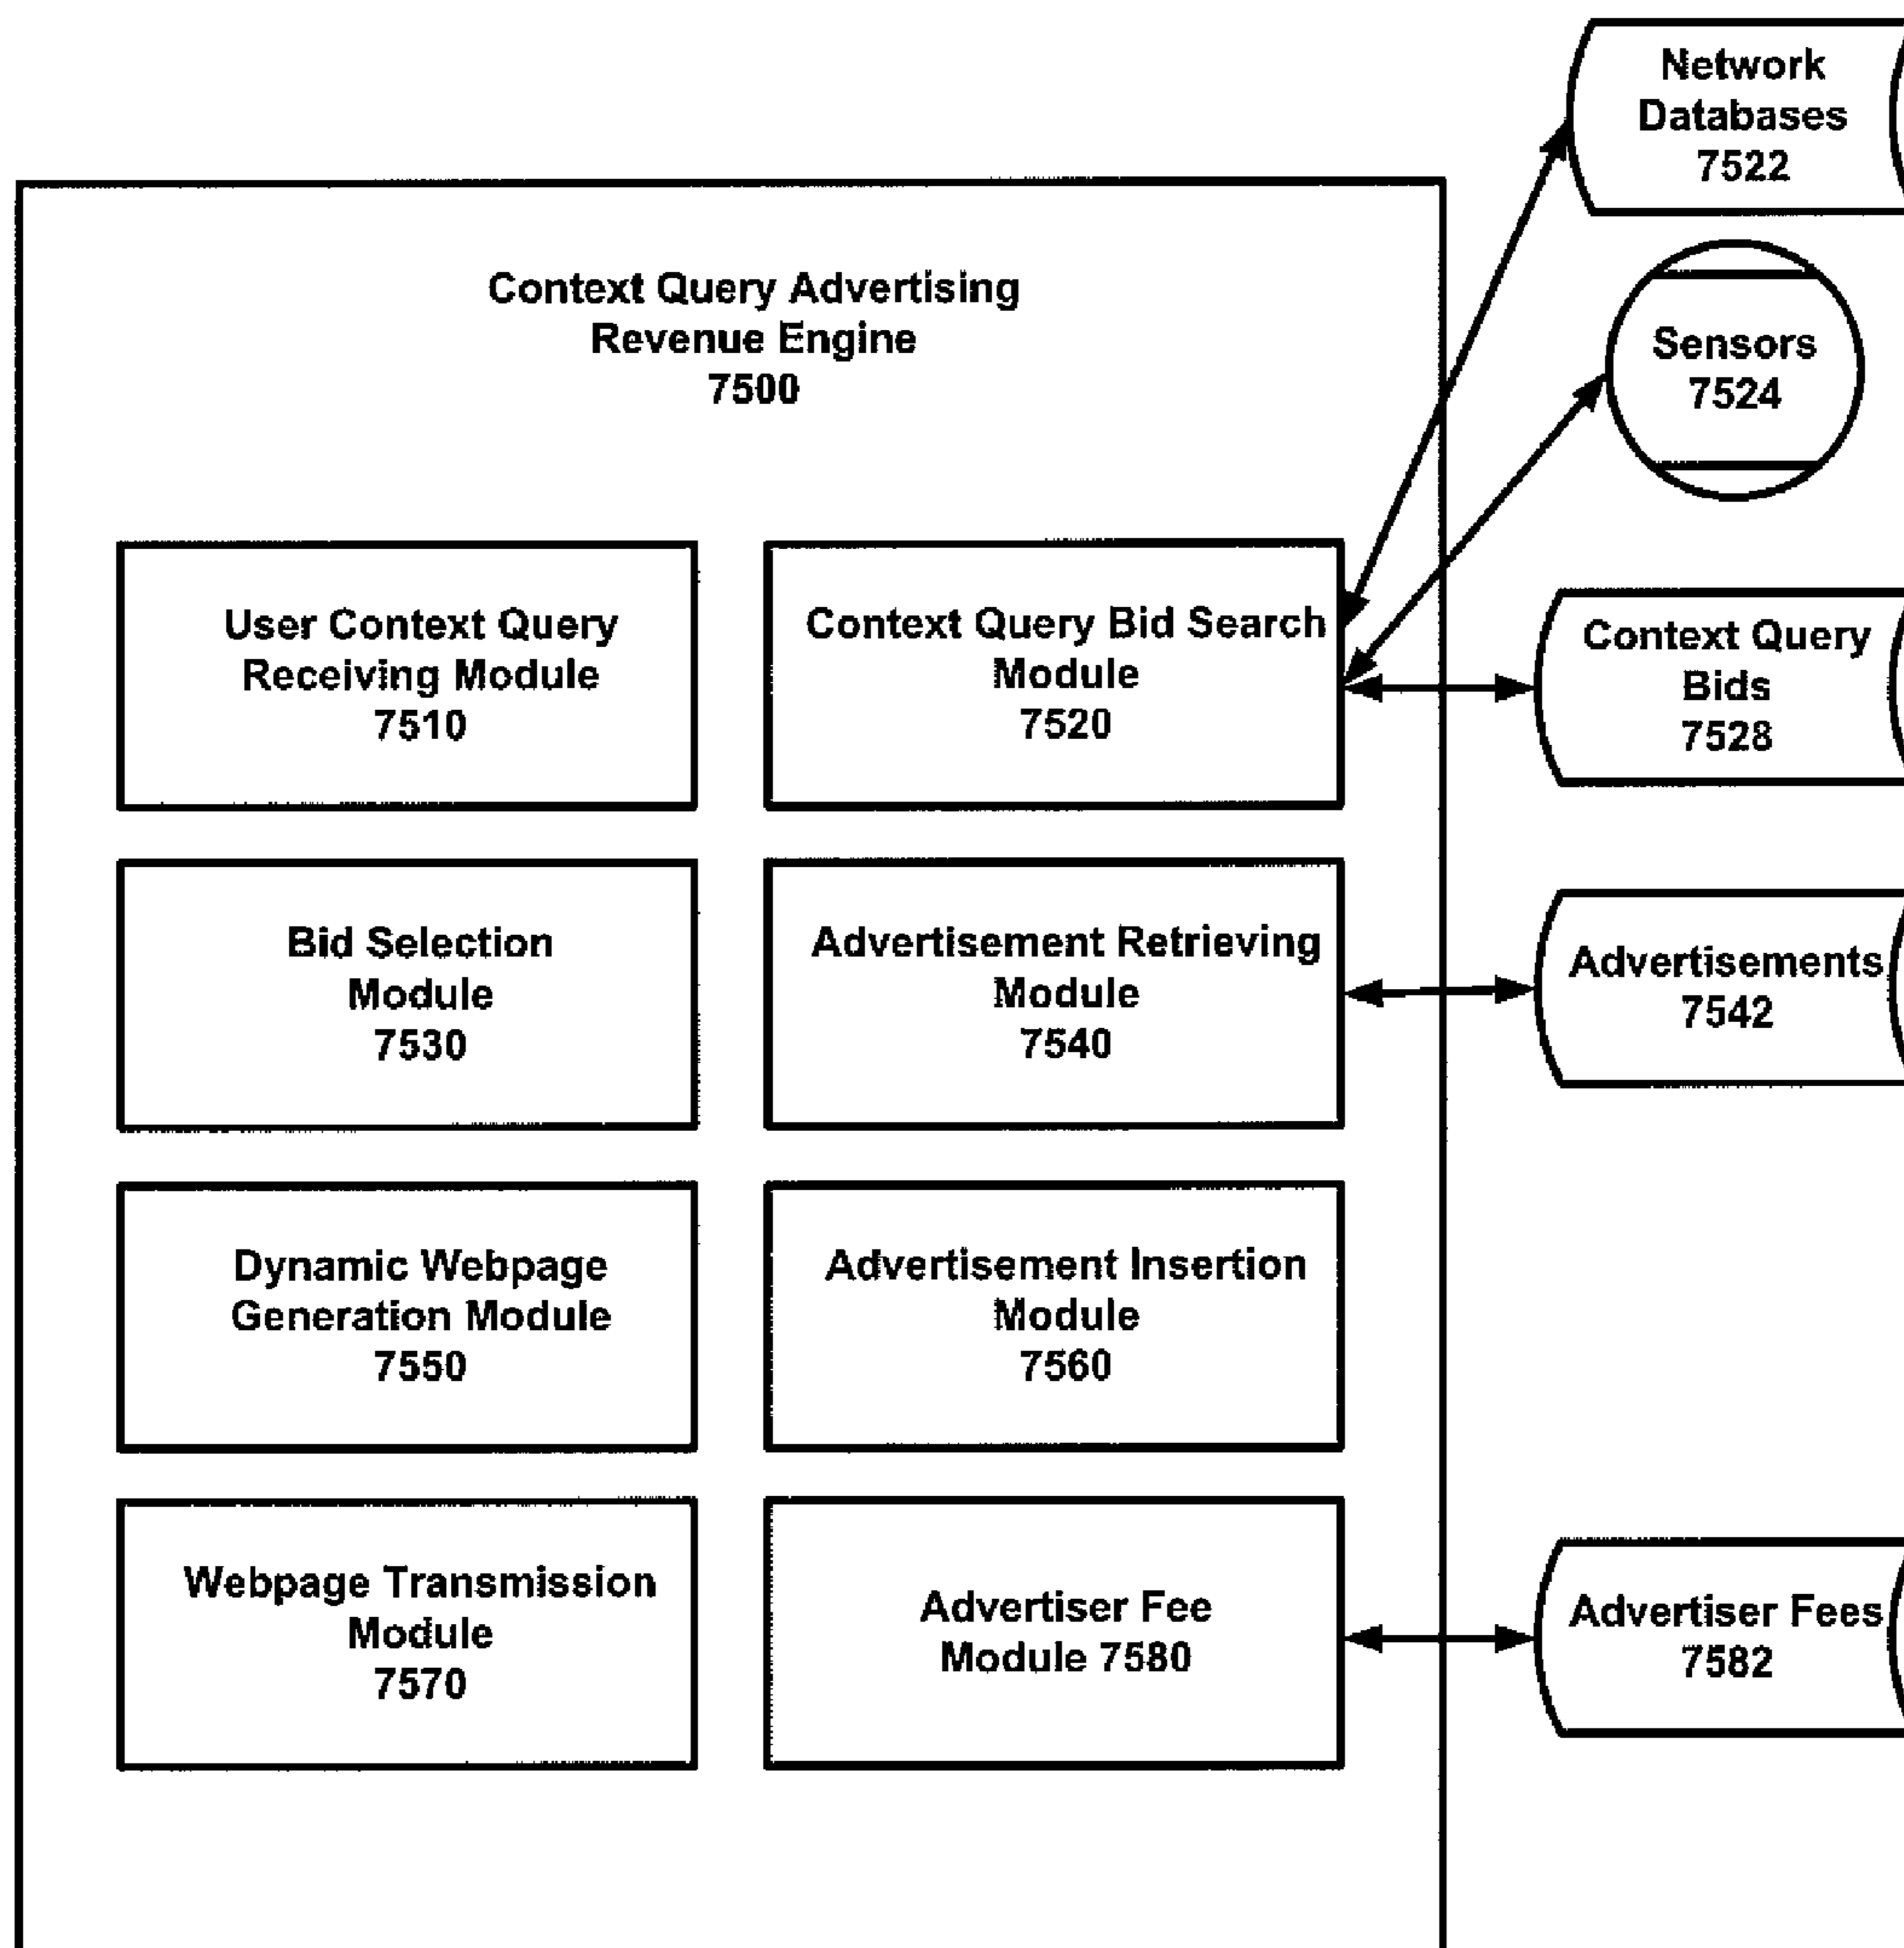 Network
Databases
7522
Context Query Advertising
Revenue Engine
7500
Sensors
7524
User Context Query
Receiving Module
7510
Context Query Bid Search
Module
7520
Context Query
Bids
7528
Bid Selection
Module
7530
Advertisement Retrieving
Module
7540
Advertisements
7542
Dynamic Webpage
Generation Module
7550
Advertisement Insertion
Module
7560
Webpage Transmission
Module
7570
Advertiser Fee
Module 7580
Advertiser Fees
7582